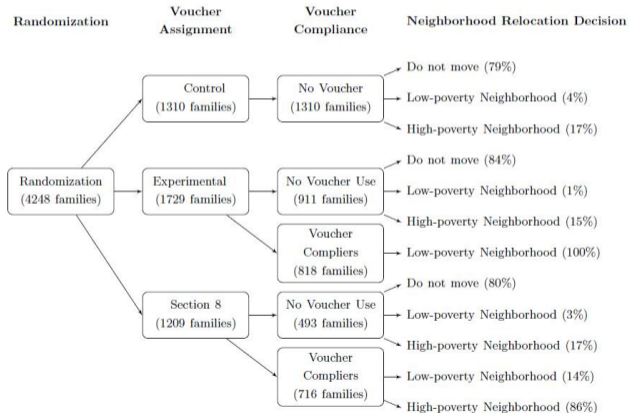 Randomization
Voucher
Assignment
Voucher
Compliance
Neighborhood Relocation Decision
Control
(1310 families)
No Voucher
(1310 families)
Do not move (79%)
Low-poverty Neighborhood (4%)
High-poverty Neighborhood (17%)
Randomization
(4248 families)
Experimental
(1729 families)
No Voucher Use
(911 families)
Do not move (84%)
Low-poverty Neighborhood (1%)
High-poverty Neighborhood (15%)
Voucher
Compliers
(818 families)
Low-poverty Neighborhood (100%)
Section 8
(1209 families)
No Voucher Use
(493 families)
Do not move (80%)
Low-poverty Neighborhood (3%)
High-poverty Neighborhood (17%)
Voucher
Compliers
(716 families)
Low-poverty Neighborhood (14%)
High-poverty Neighborhood (86%)